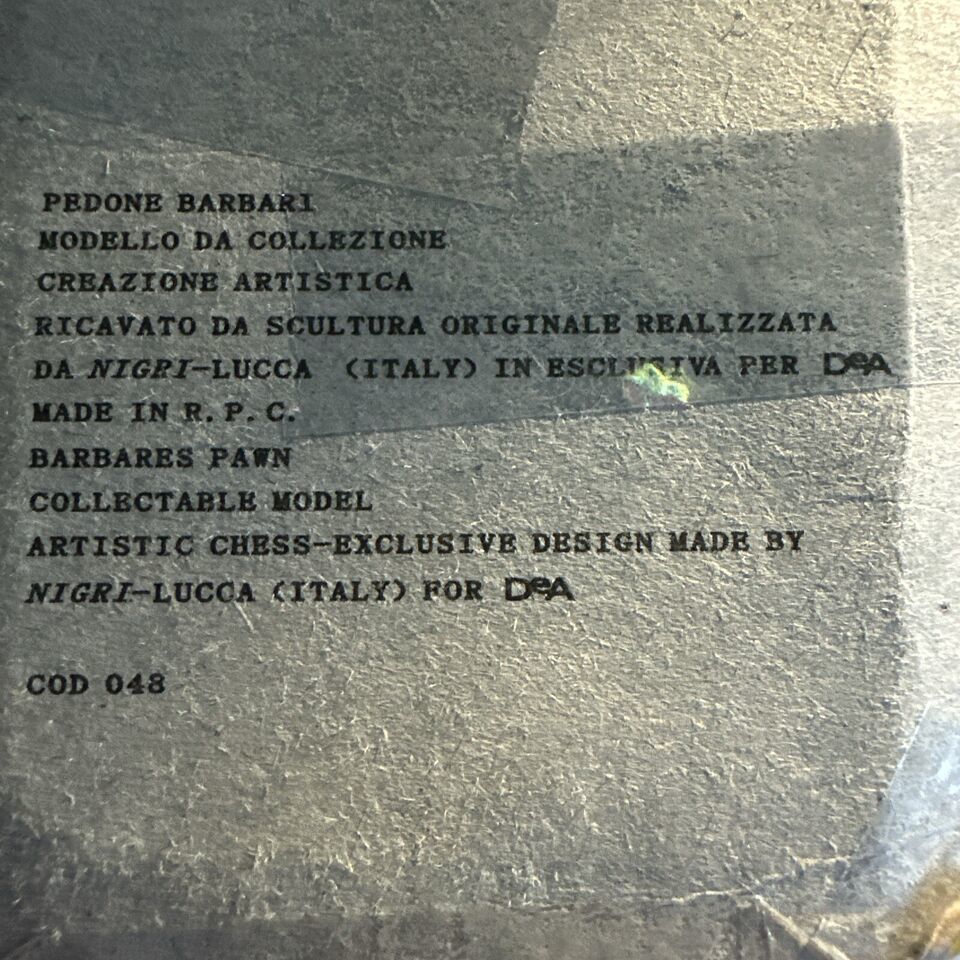 PEDONE BARBARI
MODELLO DA COLLEZIONE
CREAZIONE ARTISTICA
RICAVATO DA SCULTURA ORIGINALE REALIZZATA
DA NIGRI-LUCCA (ITALY) IN ESCLUSIVA PER DeA
MADE IN R.P.C.
BARBARES PAWN
COLLECTABLE MODEL
ARTISTIC CHESS-EXCLUSIVE DESIGN MADE BY
NIGRI-LUCCA (ITALY) FOR DeA
COD 048